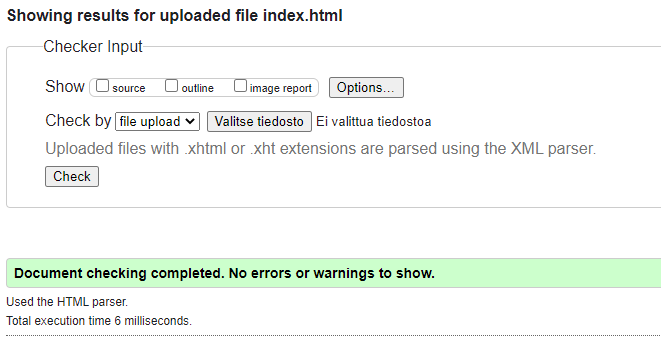 Showing results for uploaded file index.html
Checker Input
Show source outline image report Options...
Check by file upload Valitse tiedosto Ei valittua tiedostoa
Uploaded files with .xhtml or .xht extensions are parsed using the XML parser.
Check
Document checking completed. No errors or warnings to show.
Used the HTML parser.
Total execution time 6 milliseconds.